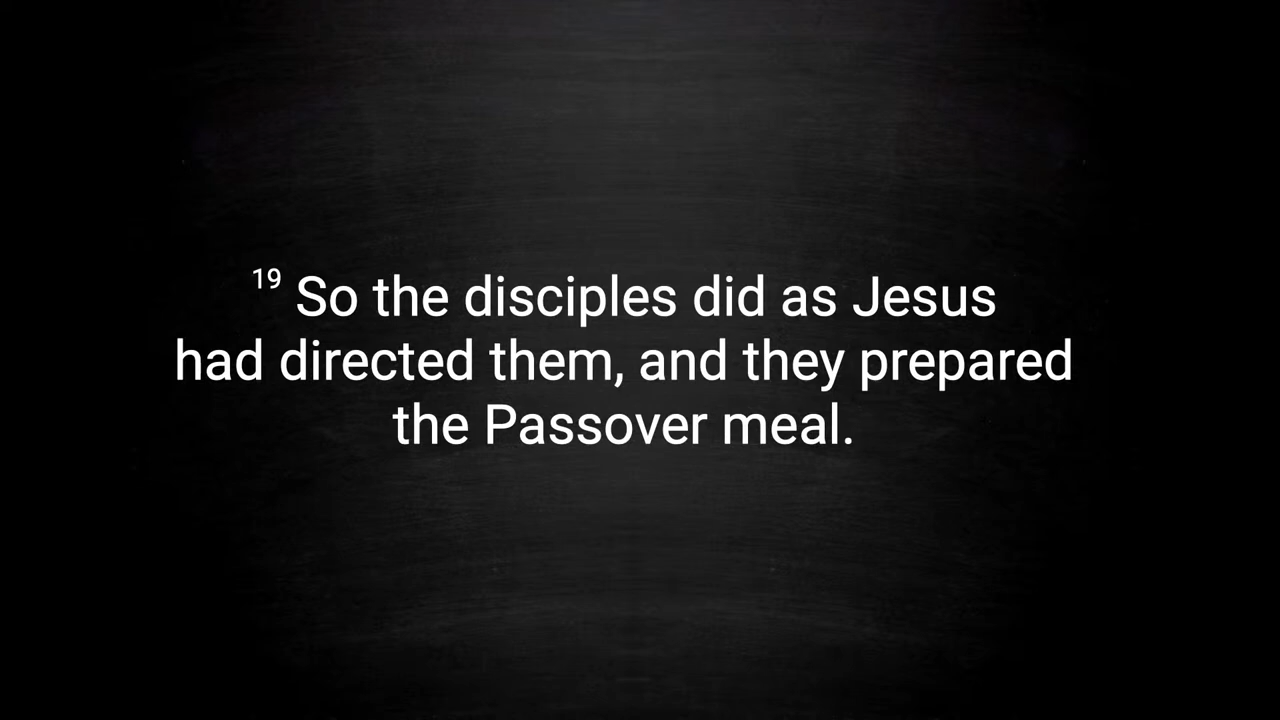 19 So the disciples did as Jesus
had directed them, and they prepared
the Passover meal.